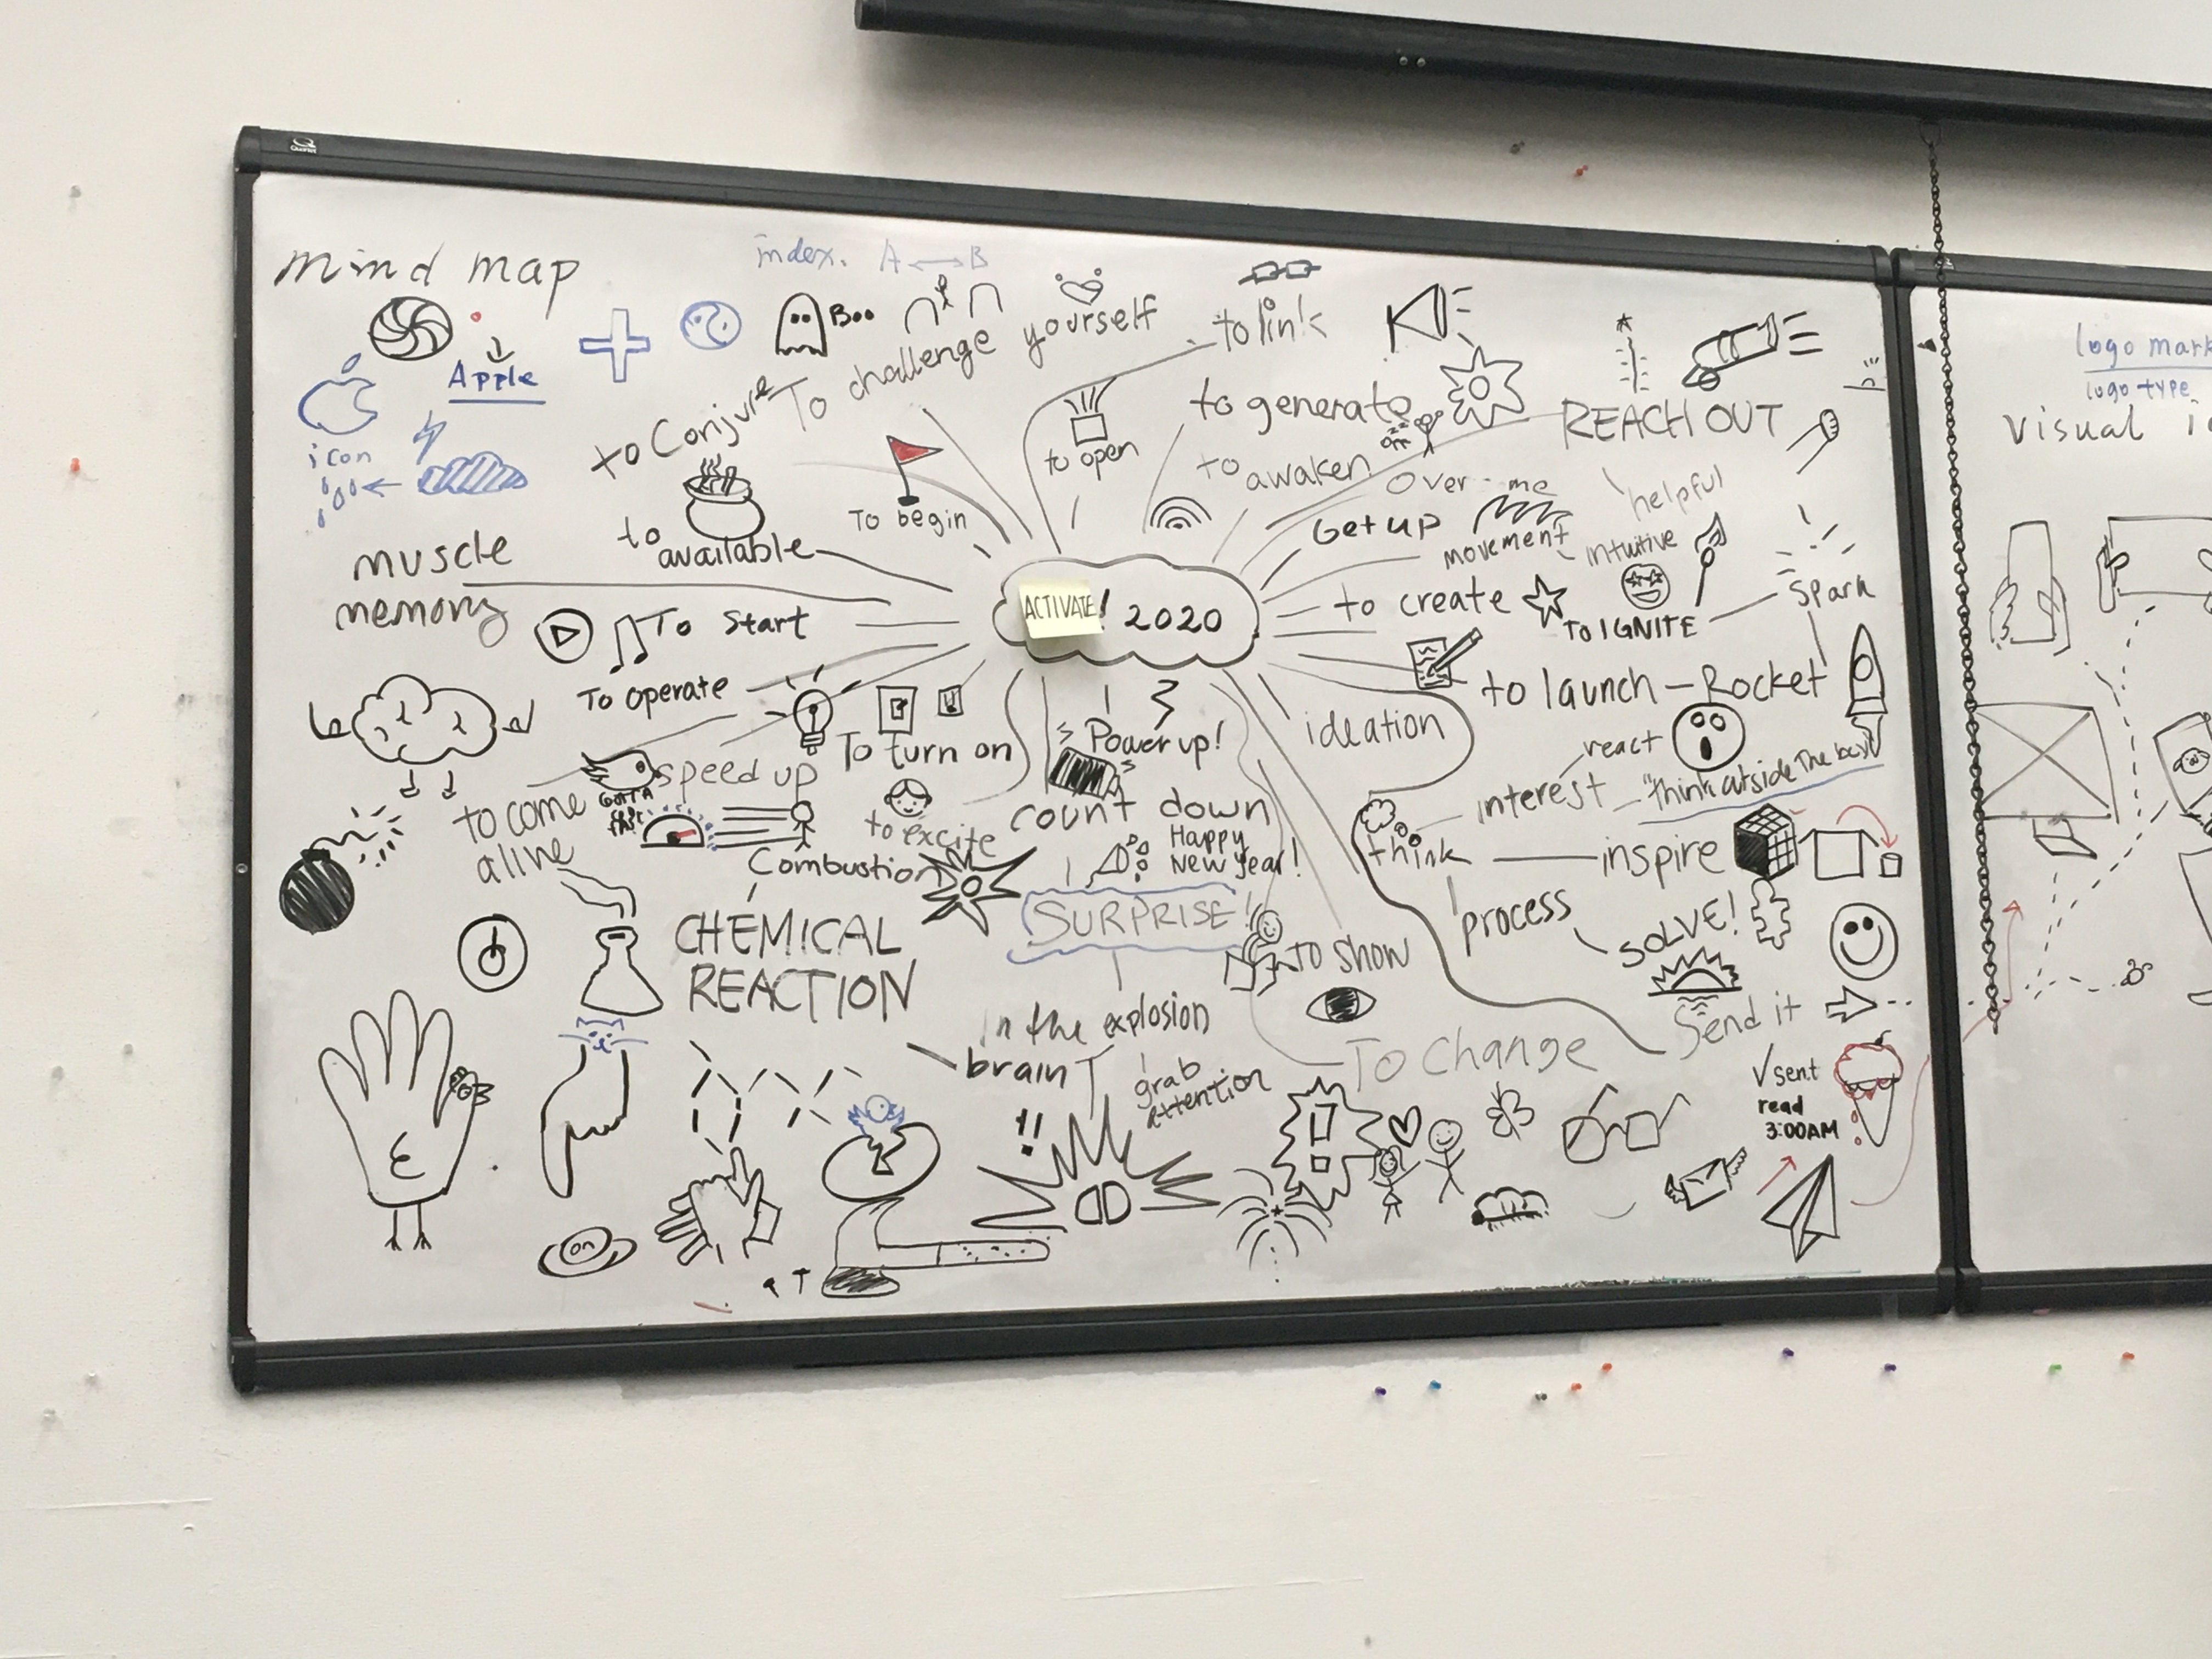 Quartet
mind map
index. A ↔ B
Apple
icon
Boo
To challenge yourself
to link
to Conjure
to open
to generate
to awaken
REACH OUT
To begin
to available
muscle
memory
Over me
Get up
movement
helpful
intuitive
to create
To IGNITE
Spark
ACTIVATE! 2020
To Start
To operate
To turn on
Power up!
to launch – Rocket
ideation
react
interest
"think outside The box"
speed up
GOTTA
to come
alive
to excite
count down
Happy
New Year!
Combustion
think
inspire
CHEMICAL
REACTION
SURPRISE!
to show
process
SOLVE!
Send it
in the explosion
brain
grab
attention
To Change
✓sent
read
3:00AM
on
logo mark
logo type
visual